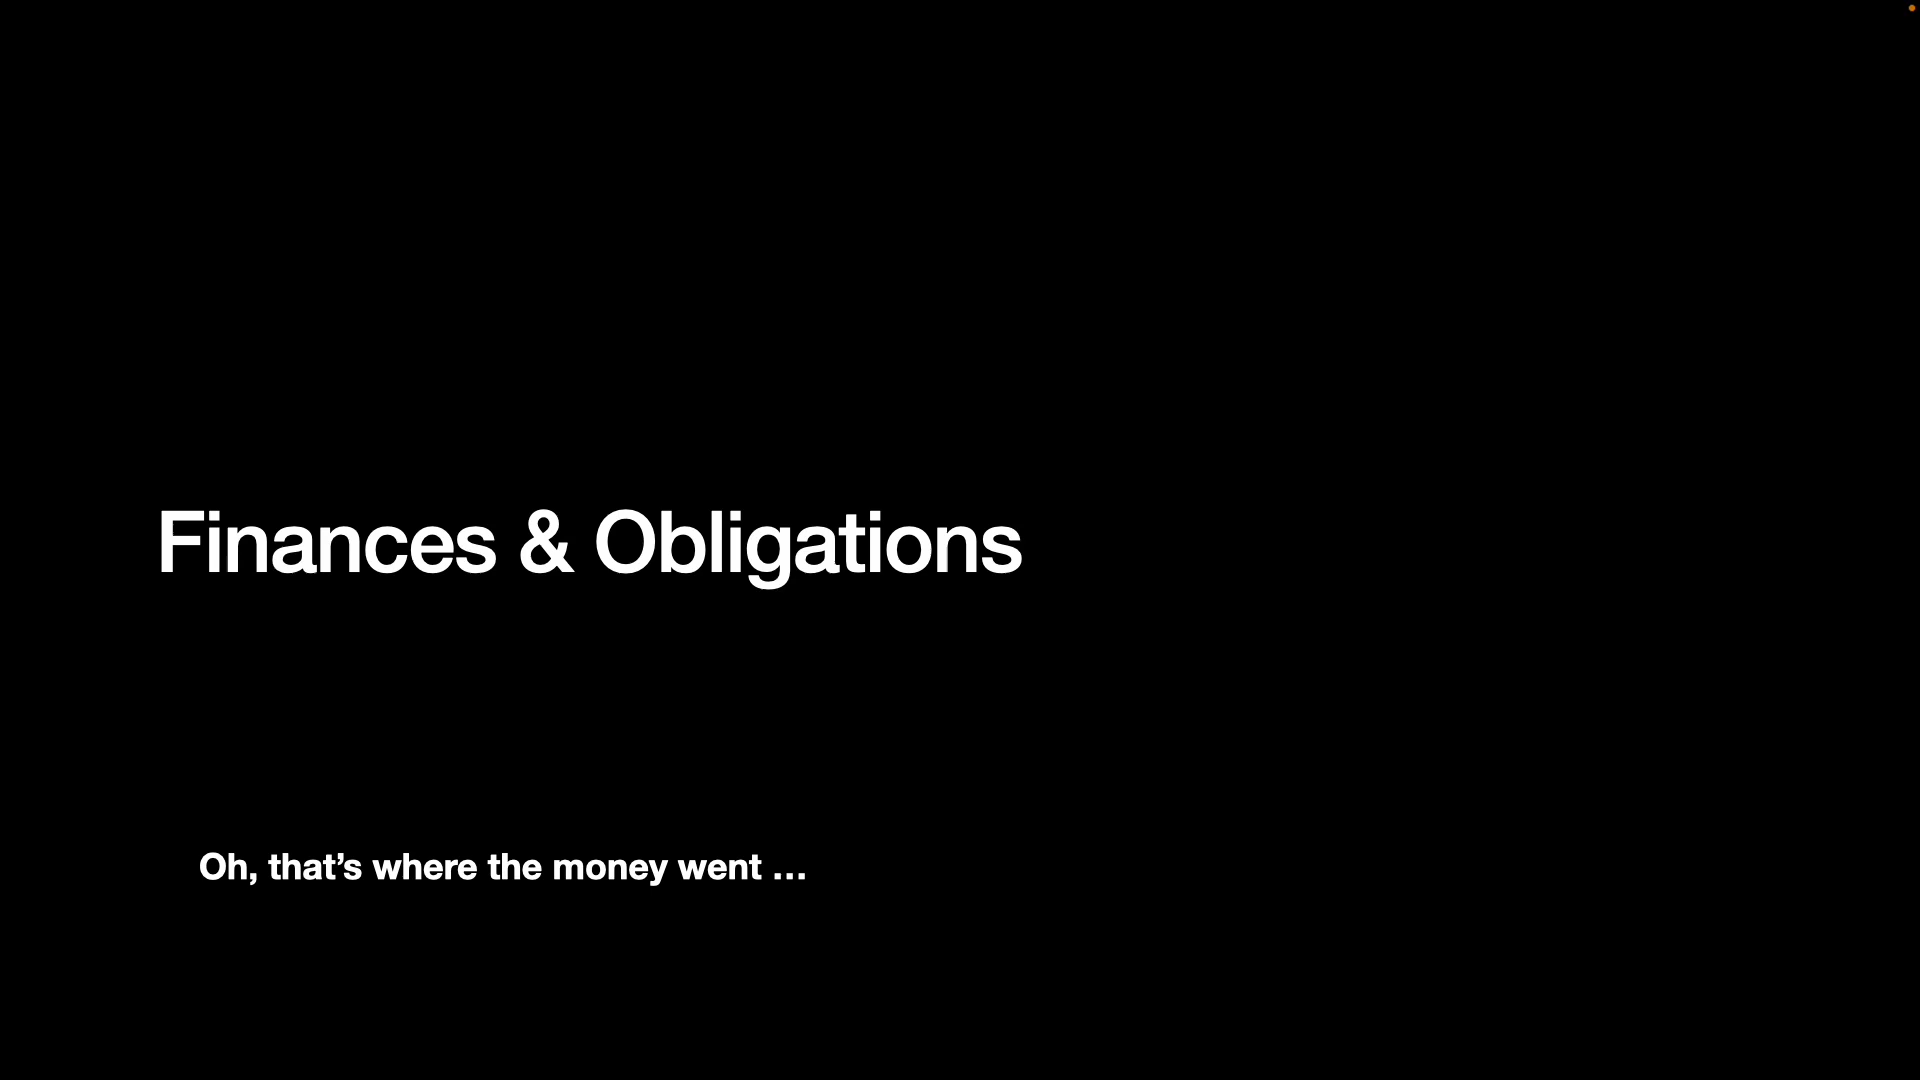 Finances & Obligations
Oh, that’s where the money went …